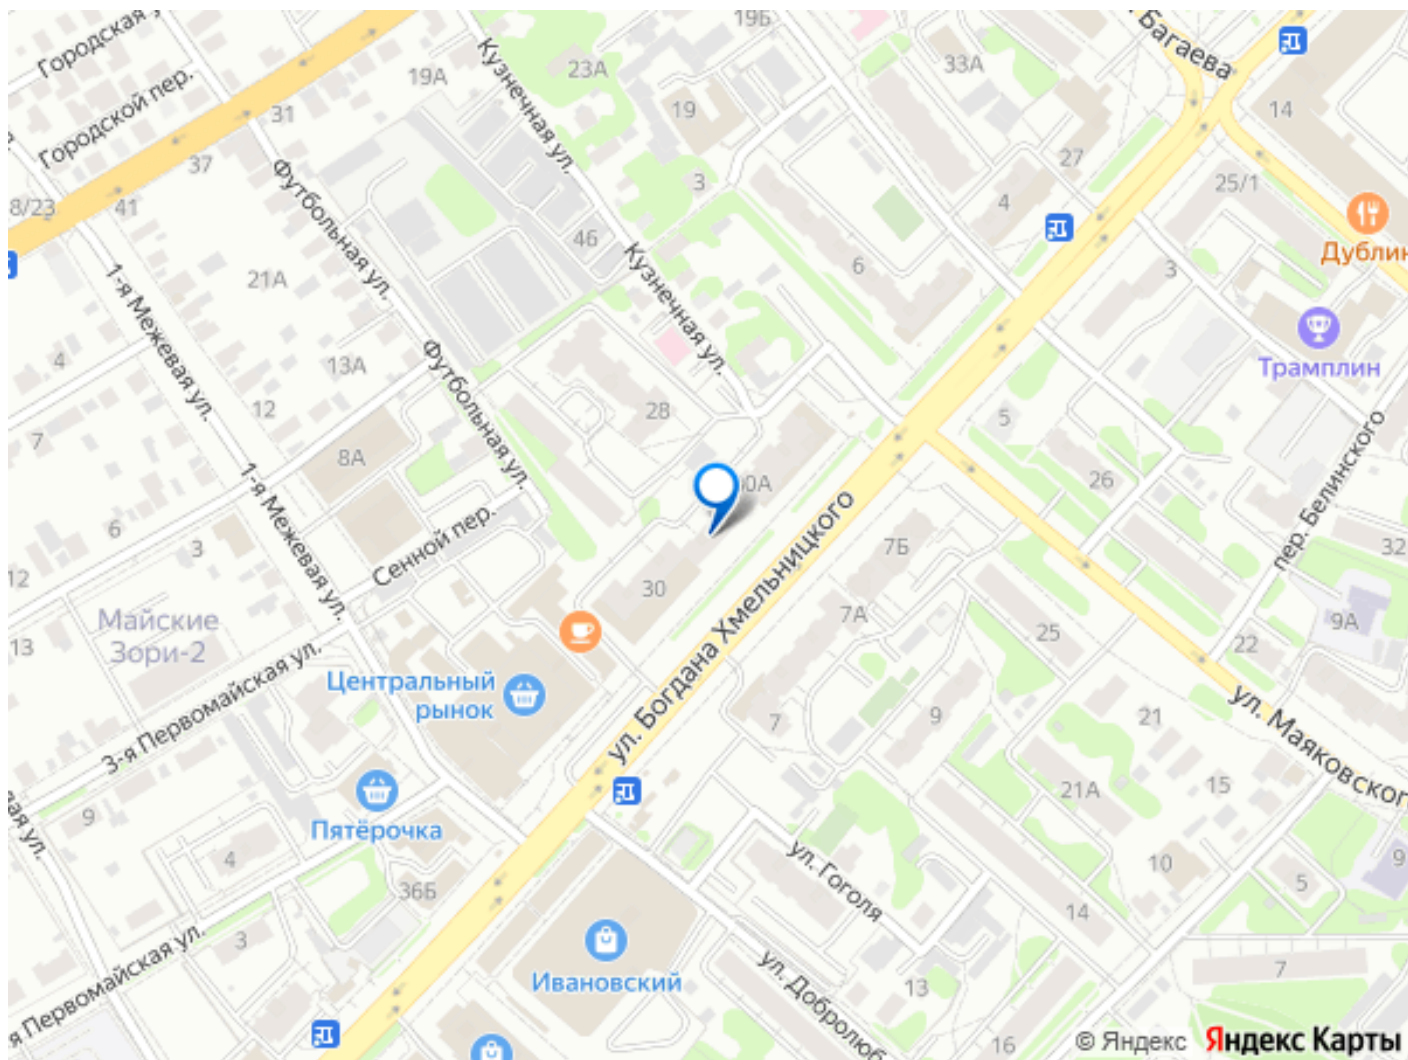 Городская у
19Б
Багаева
Городской пер.
19А
Кузнечная ул.
23А
33А
31
19
14
37
27
3
25/1
8/23
41
Футбольная ул.
4
46
Дублин
21А
Кузнечная ул.
6
3
1-я Межевая ул.
4
13А
Футбольная ул.
Трамплин
12
28
5
7
8А
26
пер. Белинского
1-я Межевая ул.
6
3
Сенной пер.
7Б
32
12
30
7А
9А
13
Майские
Зори-2
25
22
3-я Первомайская ул.
Центральный
рынок
ул. Богдана Хмельницкого
7
9
21
ул. Маяковског
9
Пятёрочка
21А
15
ая ул.
4
36Б
ул. Гоголя
10
5
9
14
3
я Первомайская ул.
Ивановский
ул. Добролюб
13
7
16
© Яндекс
Яндекс Карты